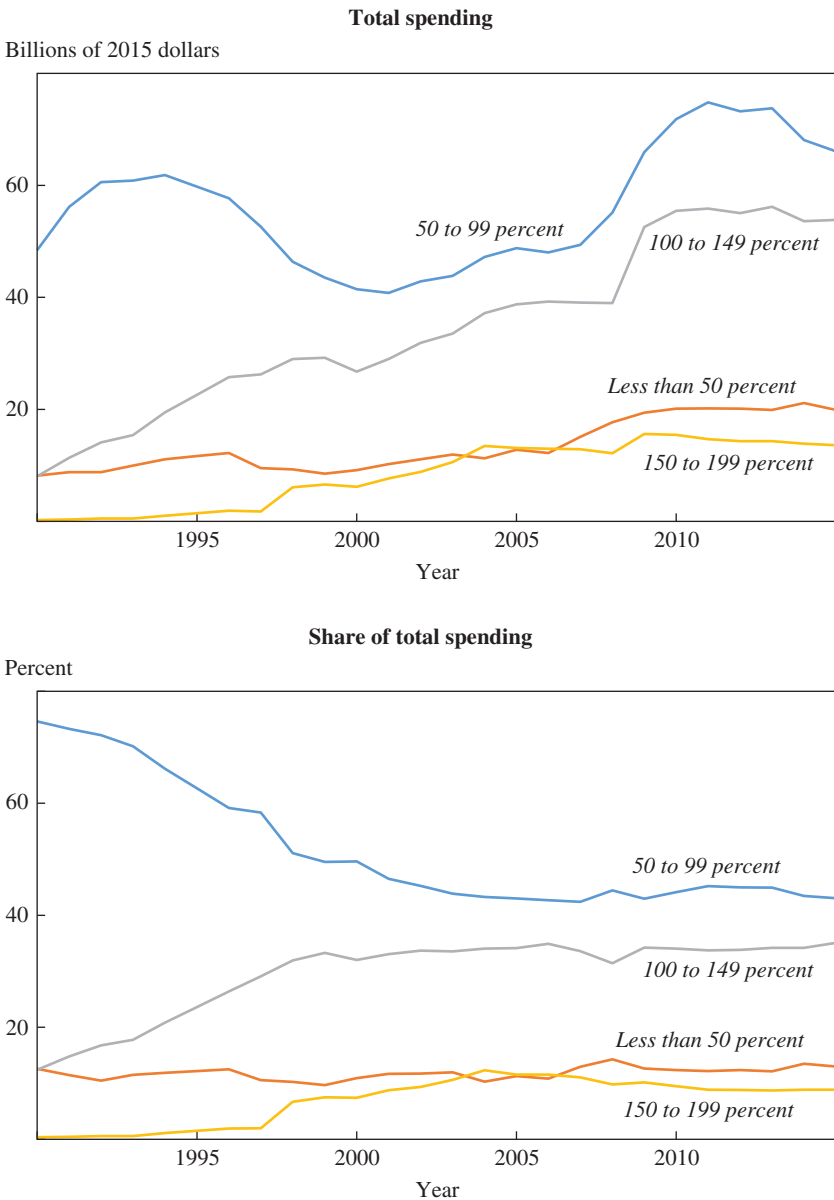 Total spending
Billions of 2015 dollars
60
50 to 99 percent
100 to 149 percent
40
Less than 50 percent
20
150 to 199 percent
1995 2000 2005 2010
Year
Share of total spending
Percent
60
50 to 99 percent
40
100 to 149 percent
20
Less than 50 percent
150 to 199 percent
1995 2000 2005 2010
Year